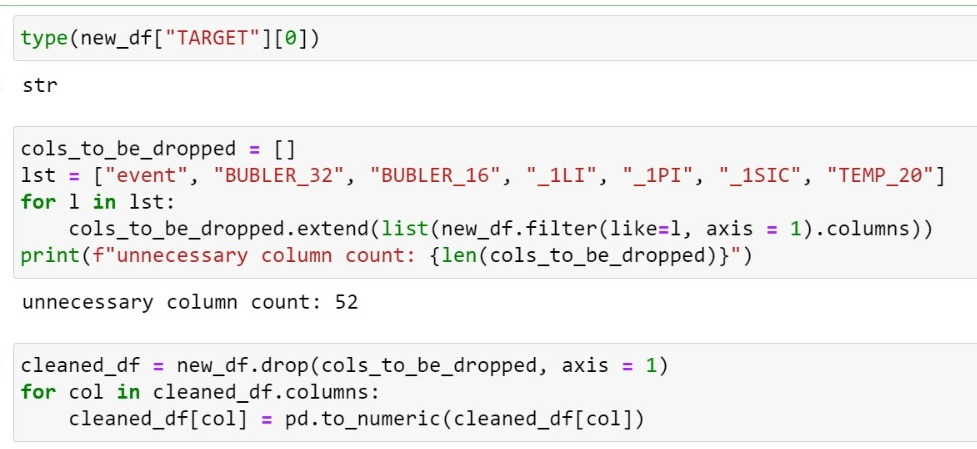 type(new_df["TARGET"][0])
str
cols_to_be_dropped = []
lst = ["event", "BUBLER_32", "BUBLER_16", "_1LI", "_1PI", "_1SIC", "TEMP_20"]
for l in lst:
    cols_to_be_dropped.extend(list(new_df.filter(like=l, axis = 1).columns))
print(f"unnecessary column count: {len(cols_to_be_dropped)}")
unnecessary column count: 52
cleaned_df = new_df.drop(cols_to_be_dropped, axis = 1)
for col in cleaned_df.columns:
    cleaned_df[col] = pd.to_numeric(cleaned_df[col])